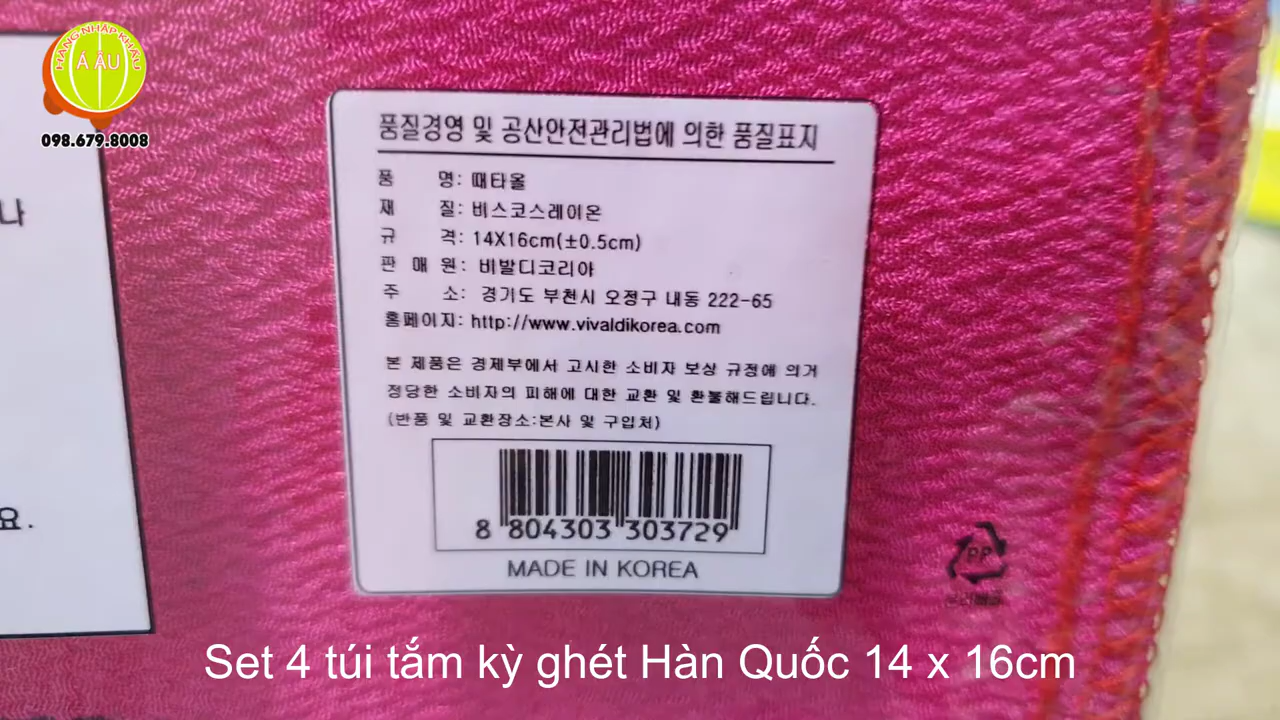 HÀNG NHẬP KHẨU
Á ÂU
098.679.8008
나
요.
품질경영 및 공산안전관리법에 의한 품질표지
품 명: 때타올
재 질: 비스코스레이온
규 격: 14X16cm(±0.5cm)
판 매 원: 비발디코리아
주 소: 경기도 부천시 오정구 내동 222-65
홈페이지: http://www.vivaldikorea.com
본 제품은 경제부에서 고시한 소비자 보상 규정에 의거
정당한 소비자의 피해에 대한 교환 및 환불해드립니다.
(반품 및 교환장소:본사 및 구입처)
8 804303 303729
MADE IN KOREA
PP
Set 4 túi tắm kỳ ghét Hàn Quốc 14 x 16cm